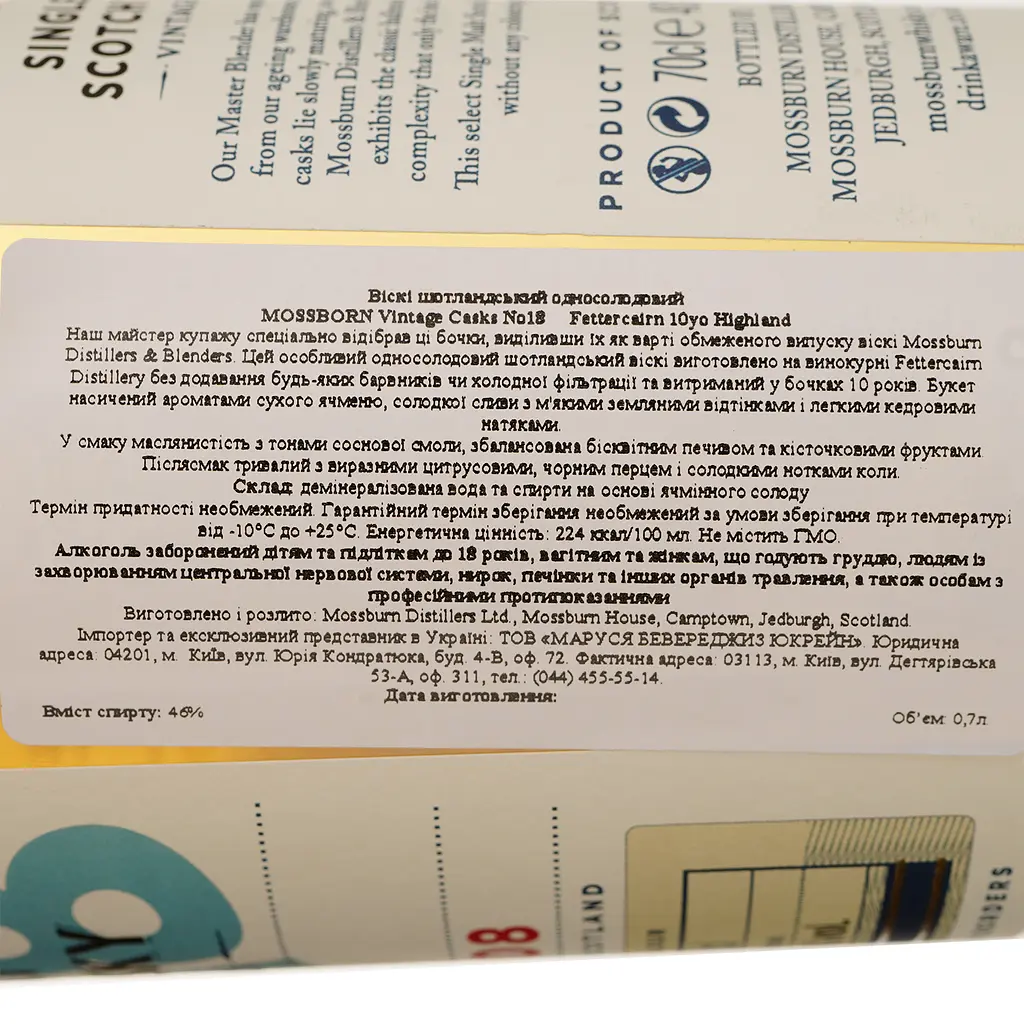 SINGLE
SCOTCH
VINTAGE
Our Master Blender has
from our ageing
casks lie slowly maturing,
Mossburn Distillers &
exhibits the classic
complexity that only the
This select Single Malt
without any
PRODUCT OF
70cl e
BOTTLED
MOSSBURN DISTILLERS
MOSSBURN HOUSE,
JEDBURGH,
mossburnwhisky
drinkaware.co
Віскі шотландський односолодовий
MOSSBORN Vintage Casks No18 Fettercairn 10yo Highland
Наш майстер купажу спеціально відібрав ці бочки, виділивши їх як варті обмеженого випуску віскі Mossburn
Distillers & Blenders. Цей особливий односолодовий шотландський віскі виготовлено на винокурні Fettercairn
Distillery без додавання будь-яких барвників чи холодної фільтрації та витриманий у бочках 10 років. Букет
насичений ароматами сухого ячменю, солодкої сливи з м'якими земляними відтінками і легкими кедровими
натяками.
У смаку маслянистість з тонами соснової смоли, збалансована бісквітним печивом та кісточковими фруктами.
Післясмак тривалий з виразними цитрусовими, чорним перцем і солодкими нотками коли.
Склад: демінералізована вода та спирти на основі ячмінного солоду
Термін придатності необмежений. Гарантійний термін зберігання необмежений за умови зберігання при температурі
від -10°С до +25°С. Енергетична цінність: 224 ккал/100 мл. Не містить ГМО.
Алкоголь заборонений дітям та підліткам до 18 років, вагітним та жінкам, що годують груддю, людям із
захворюванням центральної нервової системи, нирок, печінки та інших органів травлення, а також особам з
професійними протипоказаннями
Виготовлено і розлито: Mossburn Distillers Ltd., Mossburn House, Camptown, Jedburgh, Scotland.
Імпортер та ексклюзивний представник в Україні: ТОВ «МАРУСЯ БЕВЕРЕДЖИЗ ЮКРЕЙН». Юридична
адреса: 04201, м. Київ, вул. Юрія Кондратюка, буд. 4-В, оф. 72. Фактична адреса: 03113, м. Київ, вул. Дегтярівська
53-А, оф. 311, тел.: (044) 455-55-14.
Дата виготовлення:
Вміст спирту: 46%
Об'єм: 0,7л